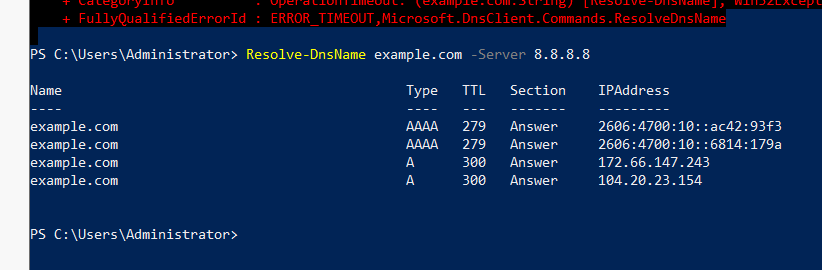 + CategoryInfo          : OperationTimeout: (example.com:String) [Resolve-DnsName], Win32Except
+ FullyQualifiedErrorId : ERROR_TIMEOUT,Microsoft.DnsClient.Commands.ResolveDnsName
PS C:\Users\Administrator> Resolve-DnsName example.com -Server 8.8.8.8
Name                                           Type   TTL   Section    IPAddress
----                                           ----   ---   -------    ---------
example.com                                    AAAA   279   Answer     2606:4700:10::ac42:93f3
example.com                                    AAAA   279   Answer     2606:4700:10::6814:179a
example.com                                    A      300   Answer     172.66.147.243
example.com                                    A      300   Answer     104.20.23.154
PS C:\Users\Administrator>